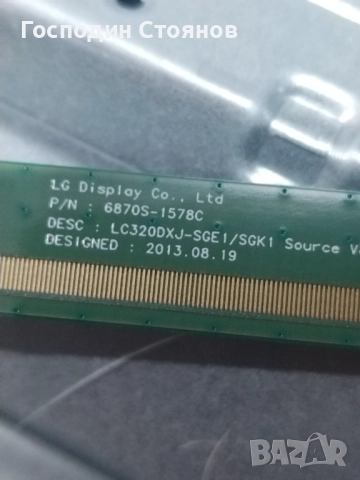 Господин Стоянов
LG Display Co., Ltd
P/N : 6870S-1578C
DESC : LC320DXJ-SGE1/SGK1 Source
DESIGNED : 2013.08.19
BAZAR